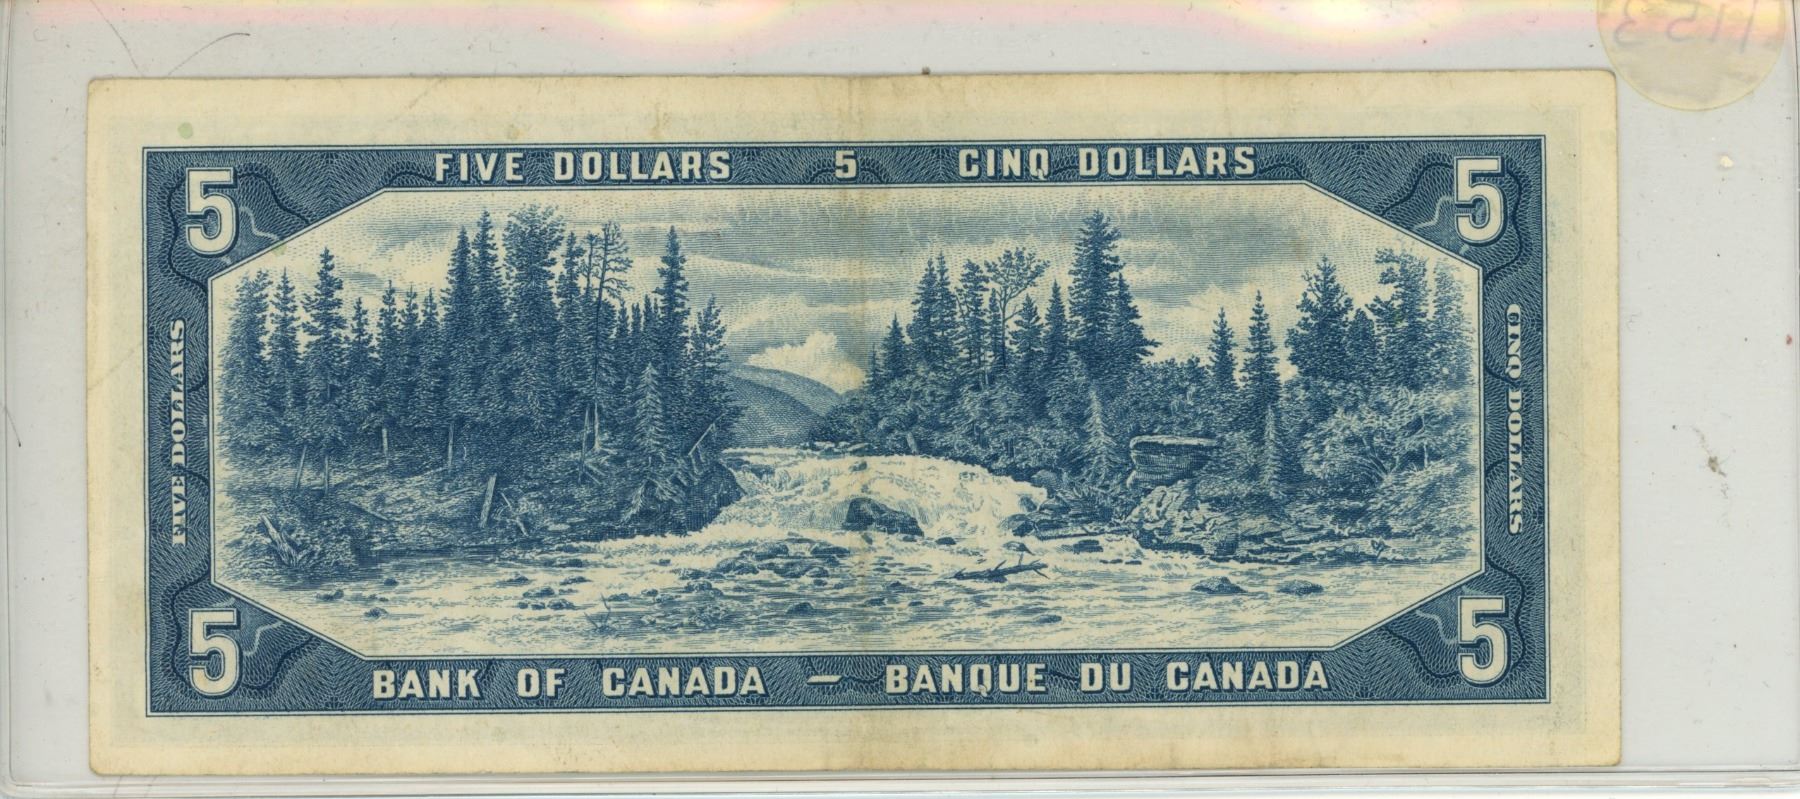 1153
FIVE DOLLARS 5 CINQ DOLLARS
5 5
FIVE DOLLARS
CINQ DOLLARS
5 5
BANK OF CANADA – BANQUE DU CANADA